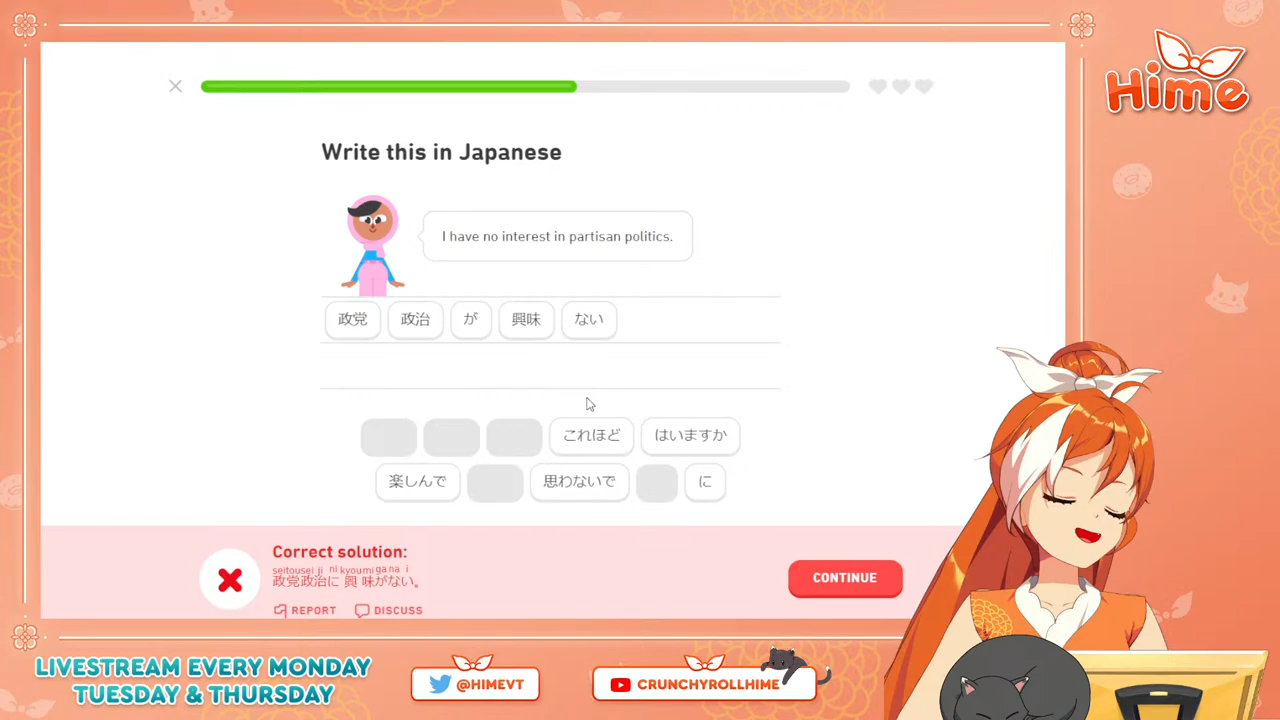 Hime
Write this in Japanese
I have no interest in partisan politics.
政党 政治 が 興味 ない
これほど はいますか
楽しんで 思わないで に
Correct solution:
seitousei ji ni kyoumi ga na i
政党政治に 興 味がない。
REPORT DISCUSS
CONTINUE
LIVESTREAM EVERY MONDAY
TUESDAY & THURSDAY
@HIMEVT
CRUNCHYROLLHIME